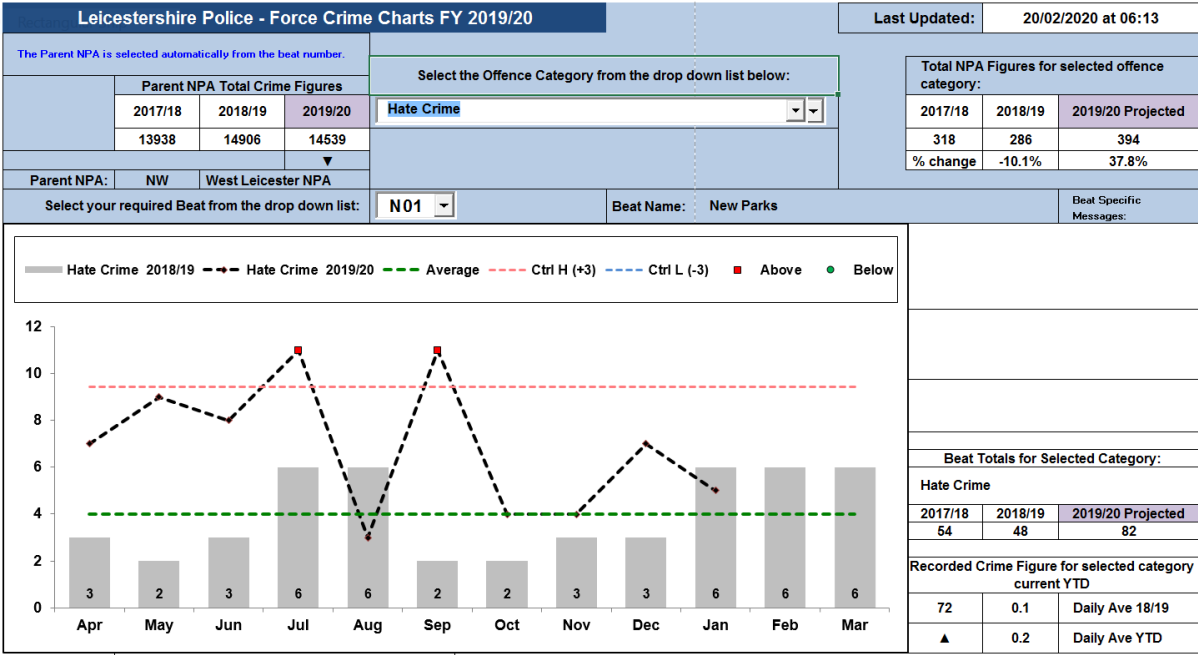 Leicestershire Police - Force Crime Charts FY 2019/20
Last Updated: 20/02/2020 at 06:13
The Parent NPA is selected automatically from the beat number.
Select the Offence Category from the drop down list below:
Total NPA Figures for selected offence
category:
Parent NPA Total Crime Figures
2017/18 2018/19 2019/20
Hate Crime
2017/18 2018/19 2019/20 Projected
13938 14906 14539
318 286 394
▼
% change -10.1% 37.8%
Parent NPA: NW West Leicester NPA
Select your required Beat from the drop down list: N01
Beat Name: New Parks
Beat Specific
Messages:
Hate Crime 2018/19 Hate Crime 2019/20 Average Ctrl H (+3) Ctrl L (-3) Above Below
12
10
8
6
4
2
0
3 2 3 6 6 2 2 3 3 6 6 6
Apr May Jun Jul Aug Sep Oct Nov Dec Jan Feb Mar
Beat Totals for Selected Category:
Hate Crime
2017/18 2018/19 2019/20 Projected
54 48 82
Recorded Crime Figure for selected category
current YTD
72 0.1 Daily Ave 18/19
▲ 0.2 Daily Ave YTD